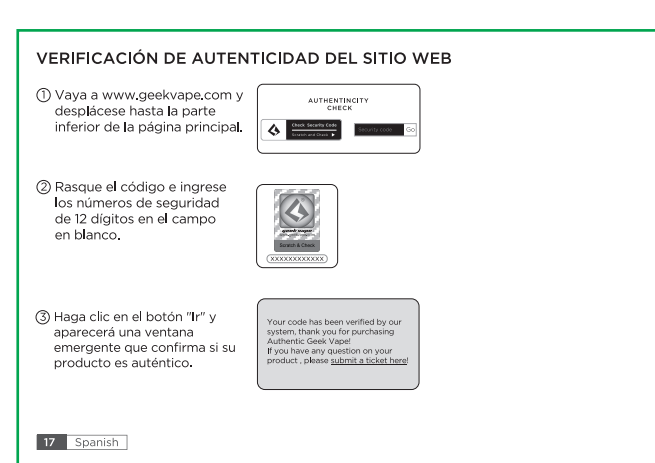 VERIFICACIÓN DE AUTENTICIDAD DEL SITIO WEB
① Vaya a www.geekvape.com y
desplácese hasta la parte
inferior de la página principal.
AUTHENTINCITY
CHECK
Check Security Code
Scratch and Check ▶
Security code
Go
② Rasque el código e ingrese
los números de seguridad
de 12 dígitos en el campo
en blanco.
geek vape
Scratch & Check
(XXXXXXXXXXXX)
③ Haga clic en el botón "Ir" y
aparecerá una ventana
emergente que confirma si su
producto es auténtico.
Your code has been verified by our
system, thank you for purchasing
Authentic Geek Vape!
If you have any question on your
product , please submit a ticket here!
17 Spanish